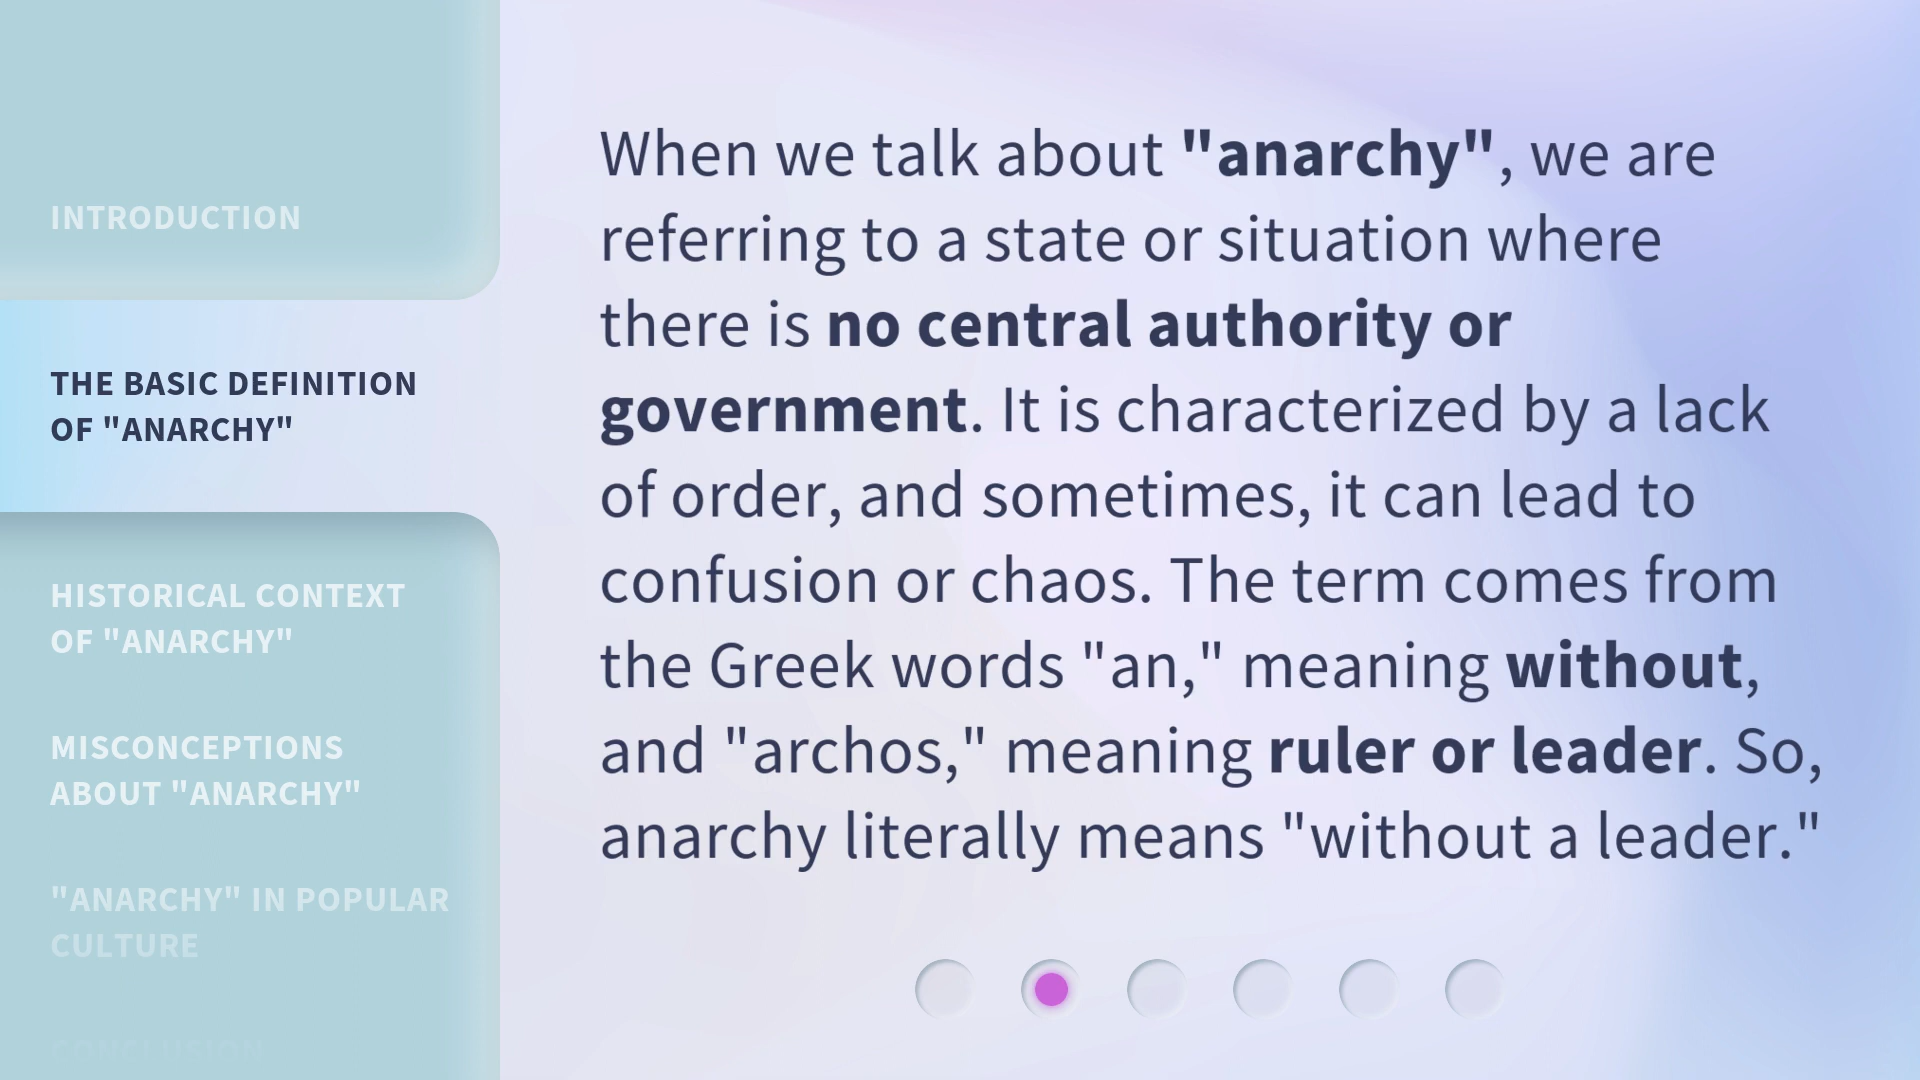 INTRODUCTION
THE BASIC DEFINITION
OF "ANARCHY"
HISTORICAL CONTEXT
OF "ANARCHY"
MISCONCEPTIONS
ABOUT "ANARCHY"
"ANARCHY" IN POPULAR
CULTURE
CONCLUSION
When we talk about "anarchy", we are
referring to a state or situation where
there is no central authority or
government. It is characterized by a lack
of order, and sometimes, it can lead to
confusion or chaos. The term comes from
the Greek words "an," meaning without,
and "archos," meaning ruler or leader. So,
anarchy literally means "without a leader."